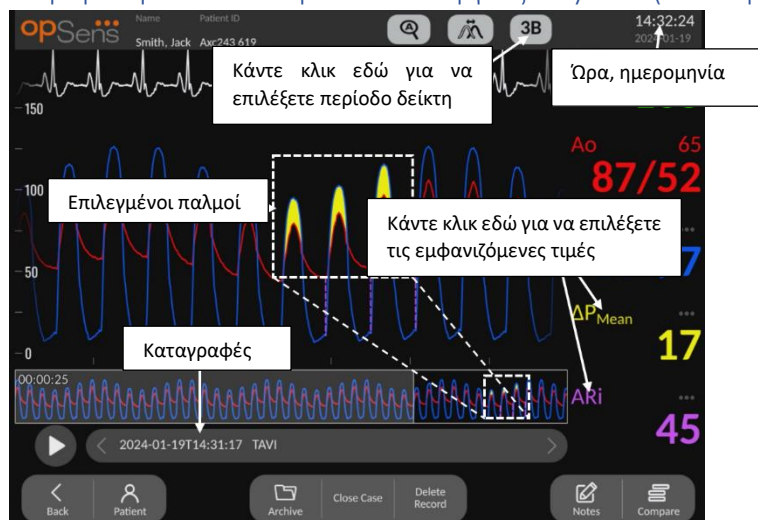 opSens
Name
Patient ID
Smith, Jack
Axc243 619
3B
14:32:24
2024-01-19
Κάντε κλικ εδώ για να
επιλέξετε περίοδο δείκτη
Ώρα, ημερομηνία
150
Ao
65
87/52
100
Επιλεγμένοι παλμοί
Κάντε κλικ εδώ για να επιλέξετε
τις εμφανιζόμενες τιμές
7
50
ΔPMean
17
Καταγραφές
0
00:00:25
ARi
45
2024-01-19T14:31:17 TAVI
Back
Patient
Archive
Close Case
Delete
Record
Notes
Compare